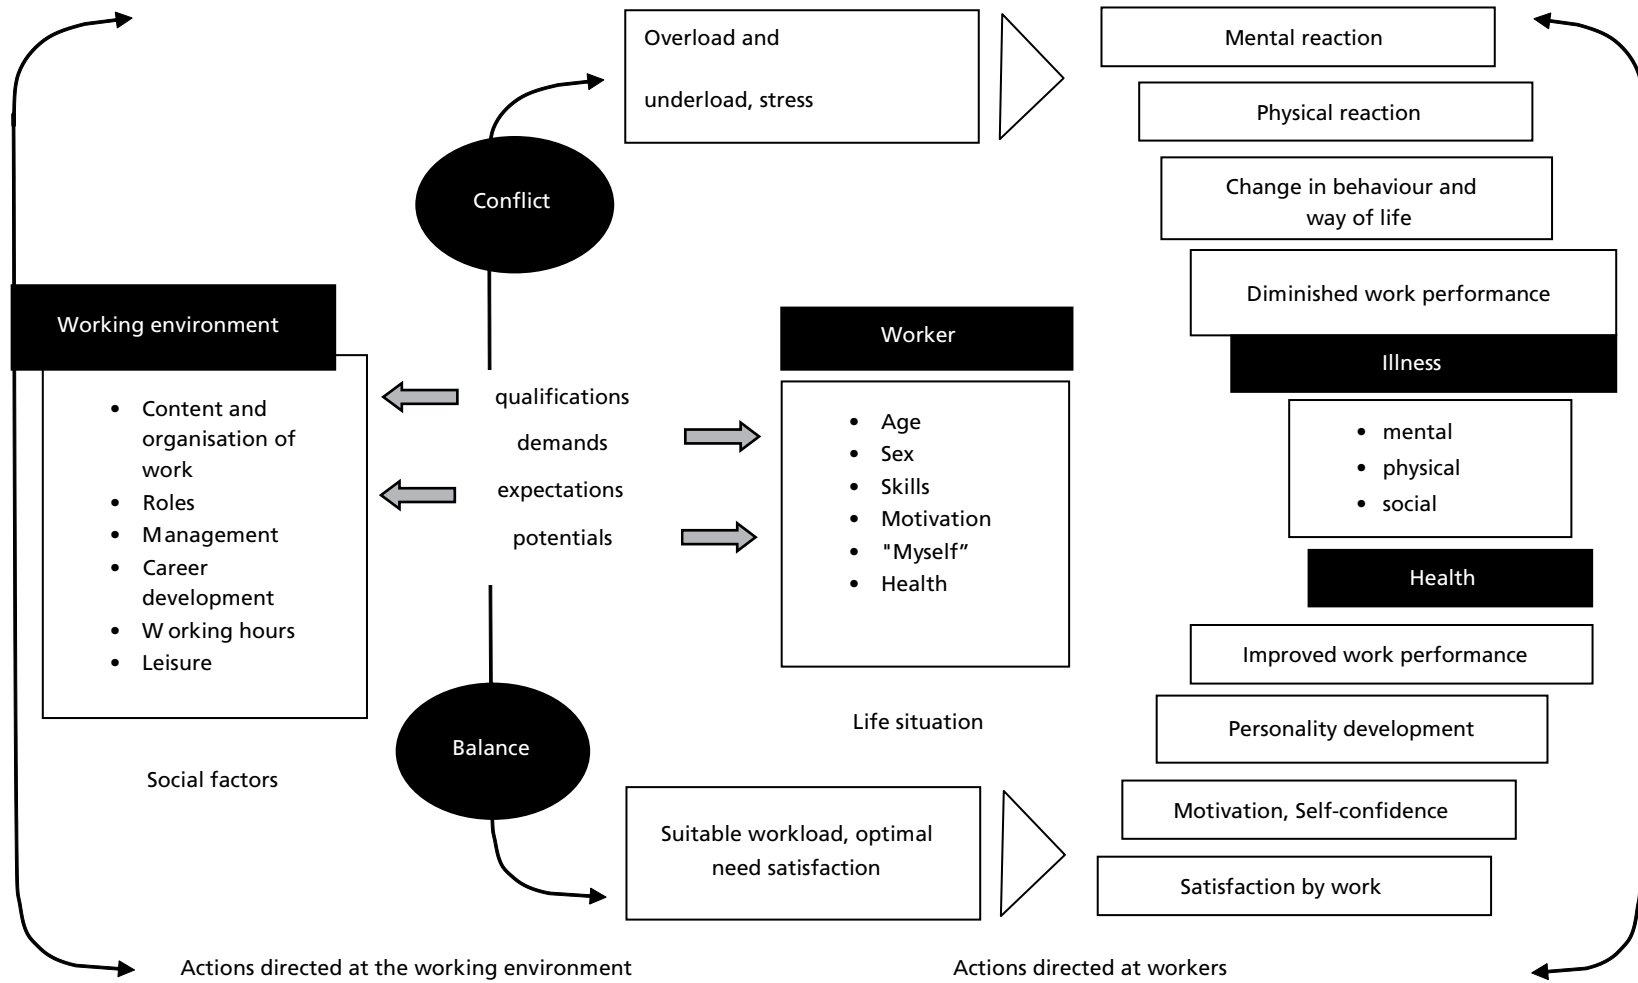 Overload and
underload, stress
Mental reaction
Physical reaction
Change in behaviour and
way of life
Diminished work performance
Conflict
Working environment
• Content and
organisation of
work
• Roles
• Management
• Career
development
• Working hours
• Leisure
Social factors
qualifications
demands
expectations
potentials
Worker
• Age
• Sex
• Skills
• Motivation
• "Myself”
• Health
Life situation
Illness
• mental
• physical
• social
Health
Improved work performance
Personality development
Motivation, Self-confidence
Satisfaction by work
Balance
Suitable workload, optimal
need satisfaction
Actions directed at the working environment
Actions directed at workers